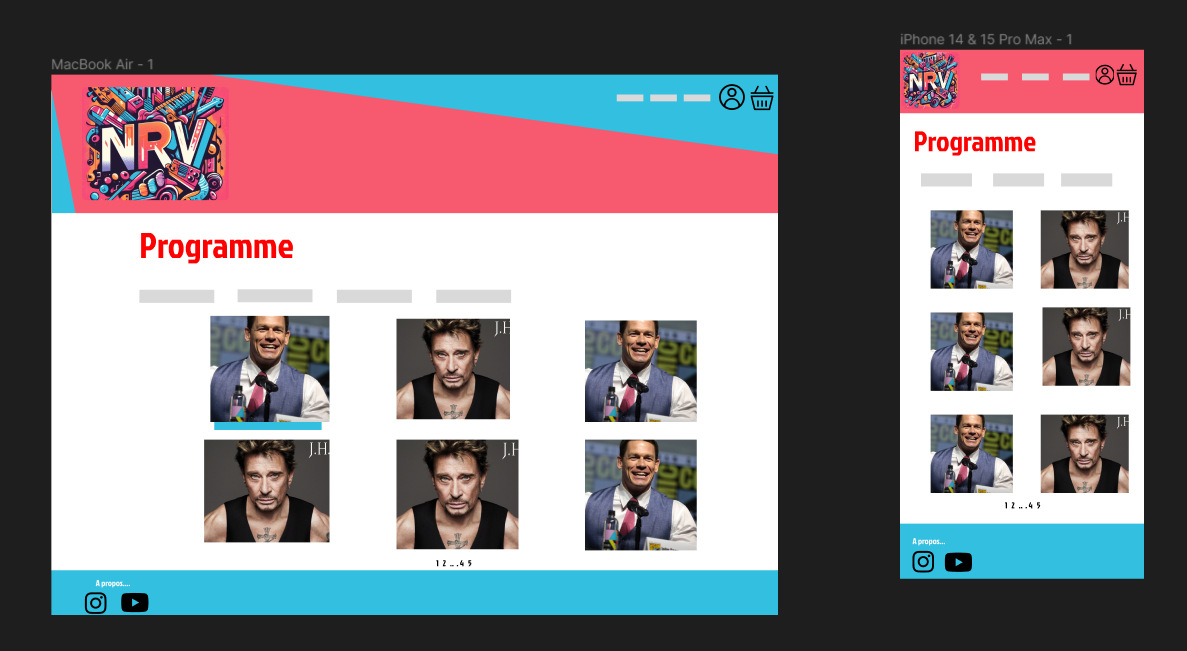 MacBook Air - 1
NRV
Programme
J.H
J.H.
J.H
1 2 ... .4 5
A propos....
iPhone 14 & 15 Pro Max - 1
NRV
Programme
J.H
J.H
J.H
1 2 ... .4 5
A propos...